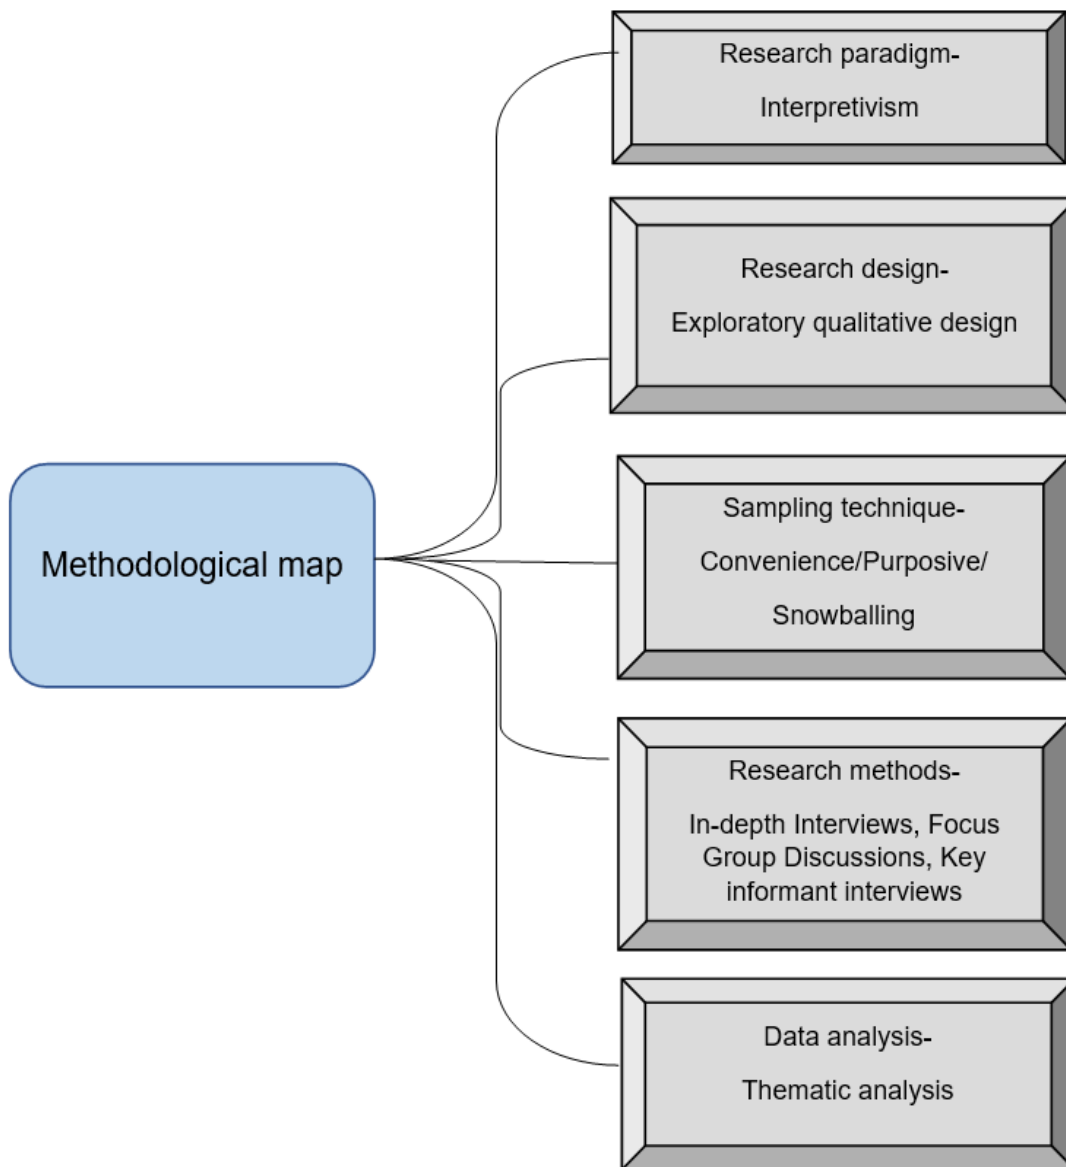 Research paradigm-
Interpretivism
Research design-
Exploratory qualitative design
Methodological map
Sampling technique-
Convenience/Purposive/
Snowballing
Research methods-
In-depth Interviews, Focus
Group Discussions, Key
informant interviews
Data analysis-
Thematic analysis